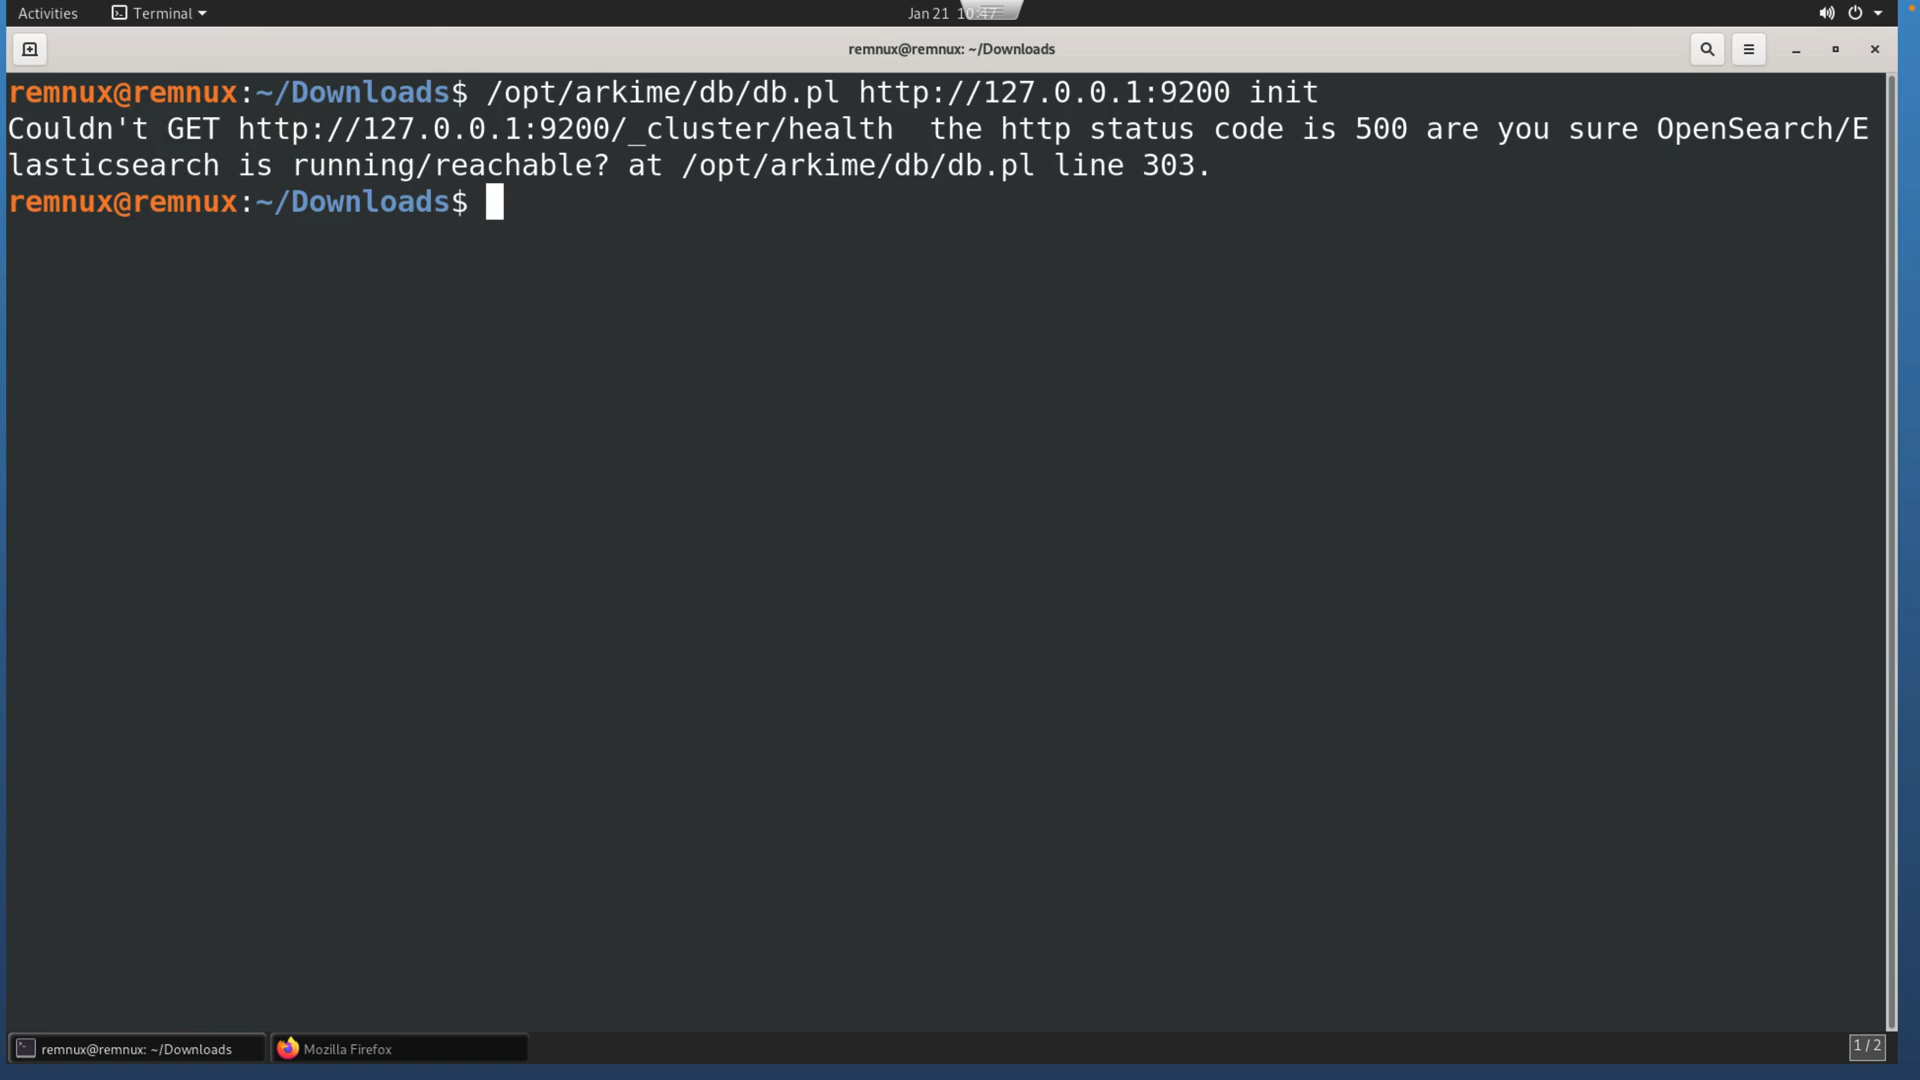 Activities Terminal Jan 21 10:47
remnux@remnux: ~/Downloads
remnux@remnux:~/Downloads$ /opt/arkime/db/db.pl http://127.0.0.1:9200 init
Couldn't GET http://127.0.0.1:9200/_cluster/health  the http status code is 500 are you sure OpenSearch/E
lasticsearch is running/reachable? at /opt/arkime/db/db.pl line 303.
remnux@remnux:~/Downloads$
remnux@remnux: ~/Downloads Mozilla Firefox 1 / 2